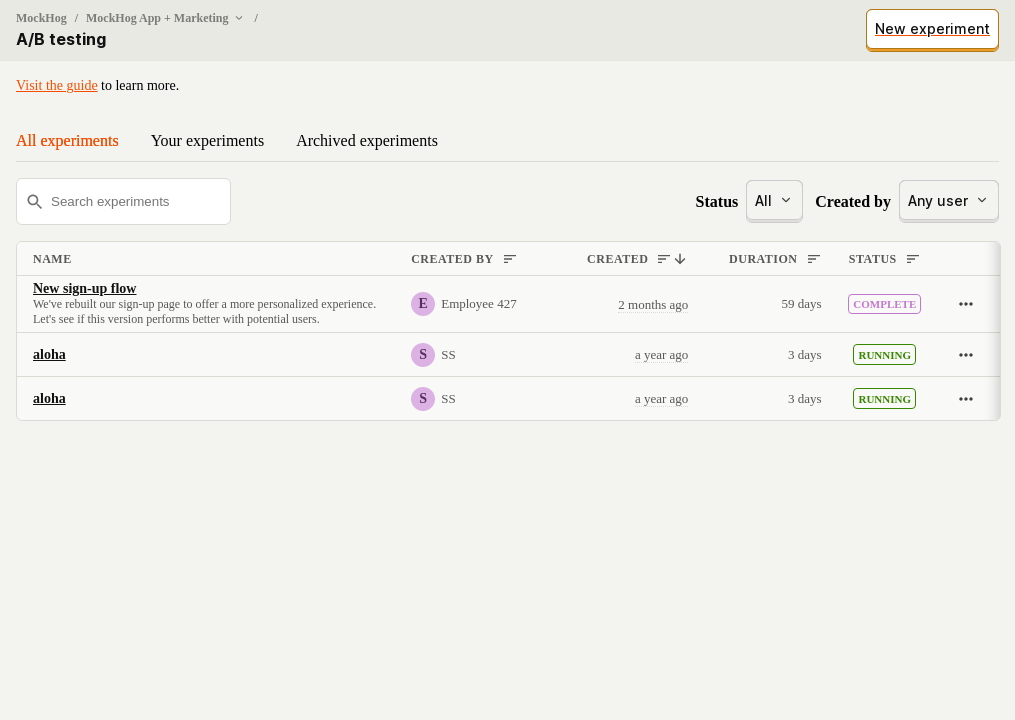 MockHog / MockHog App + Marketing /
A/B testing
New experiment
Visit the guide to learn more.
All experiments Your experiments Archived experiments
Search experiments
Status All Created by Any user
NAME CREATED BY CREATED DURATION STATUS
New sign-up flow
We've rebuilt our sign-up page to offer a more personalized experience.
Let's see if this version performs better with potential users.
E Employee 427 2 months ago 59 days COMPLETE
aloha S SS a year ago 3 days RUNNING
aloha S SS a year ago 3 days RUNNING